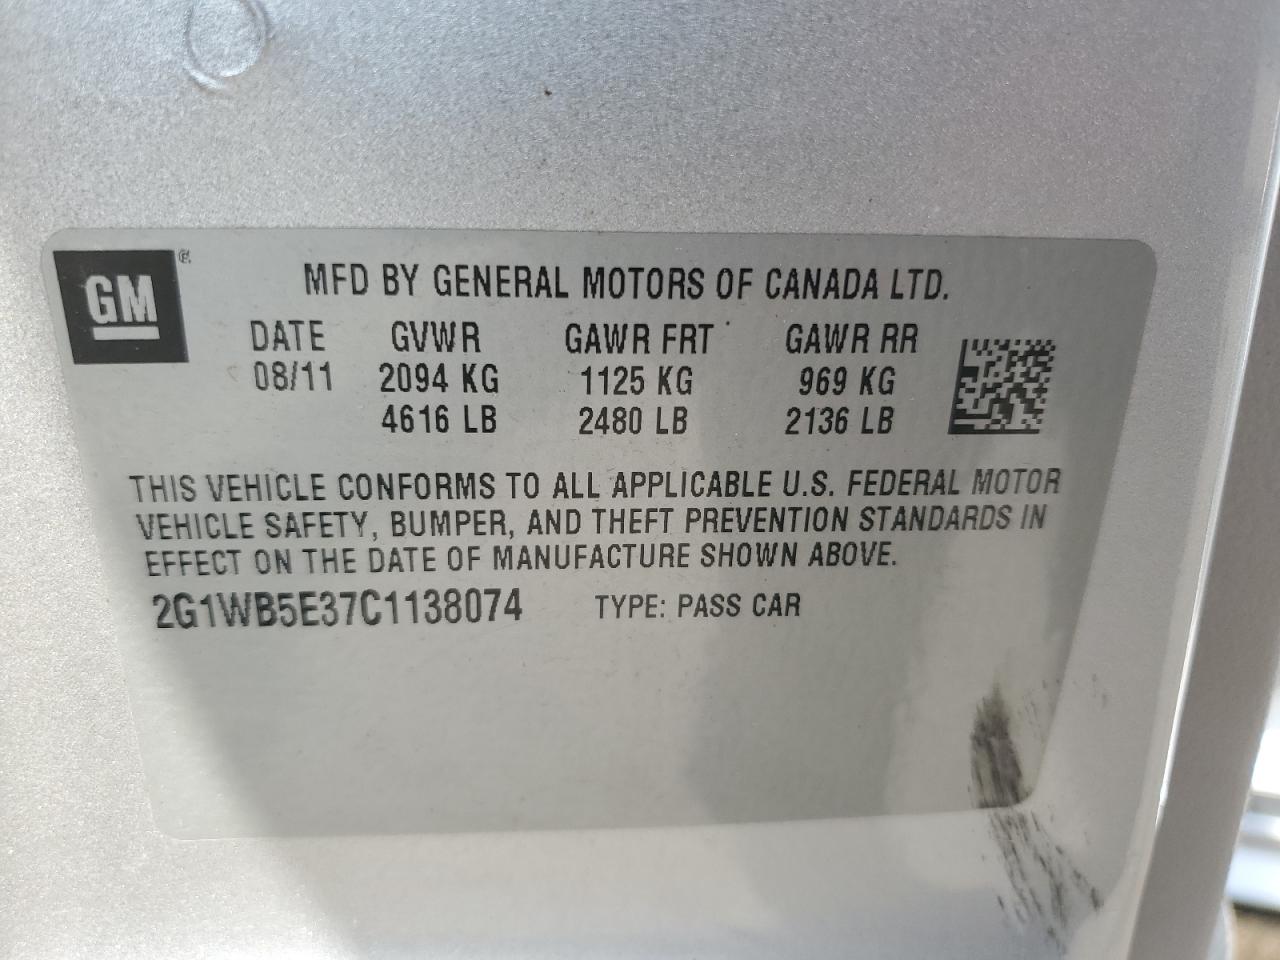 GM ®
MFD BY GENERAL MOTORS OF CANADA LTD.
DATE GVWR GAWR FRT GAWR RR
08/11 2094 KG 1125 KG 969 KG
4616 LB 2480 LB 2136 LB
THIS VEHICLE CONFORMS TO ALL APPLICABLE U.S. FEDERAL MOTOR
VEHICLE SAFETY, BUMPER, AND THEFT PREVENTION STANDARDS IN
EFFECT ON THE DATE OF MANUFACTURE SHOWN ABOVE.
2G1WB5E37C1138074 TYPE: PASS CAR